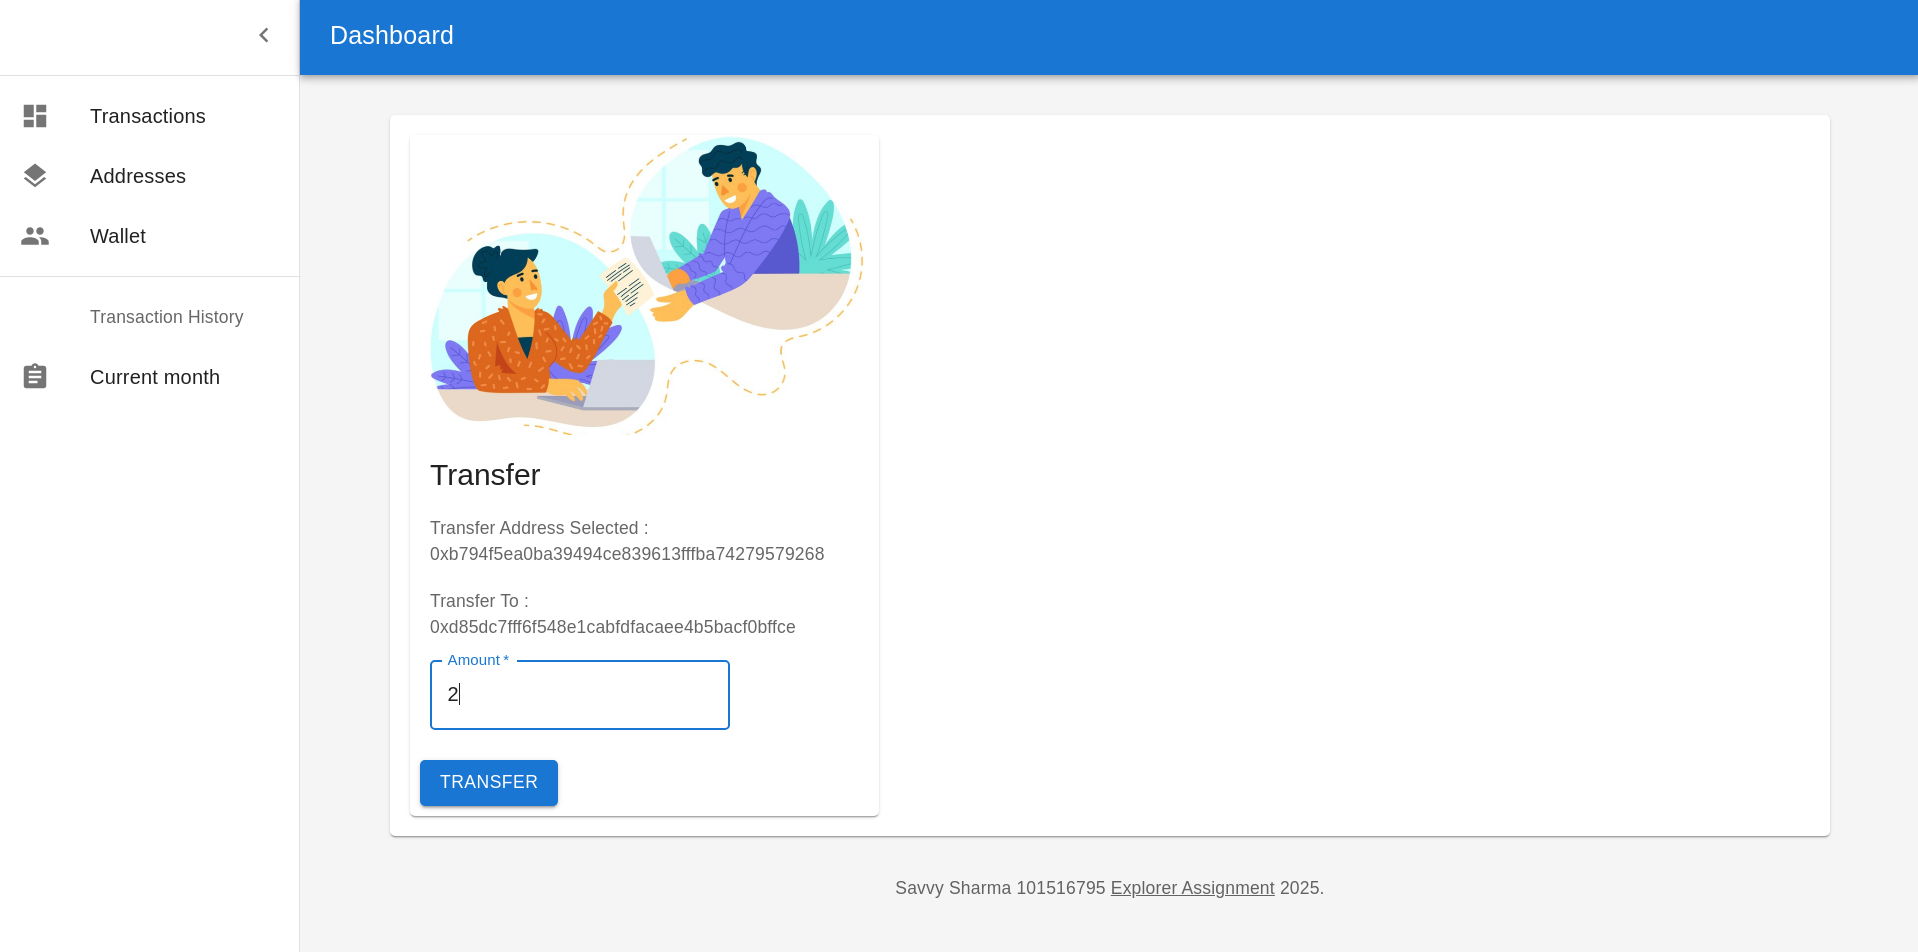 Dashboard
Transactions
Addresses
Wallet
Transaction History
Current month
Transfer
Transfer Address Selected :
0xb794f5ea0ba39494ce839613fffba74279579268
Transfer To :
0xd85dc7fff6f548e1cabfdfacaee4b5bacf0bffce
Amount *
2
TRANSFER
Savvy Sharma 101516795 Explorer Assignment 2025.